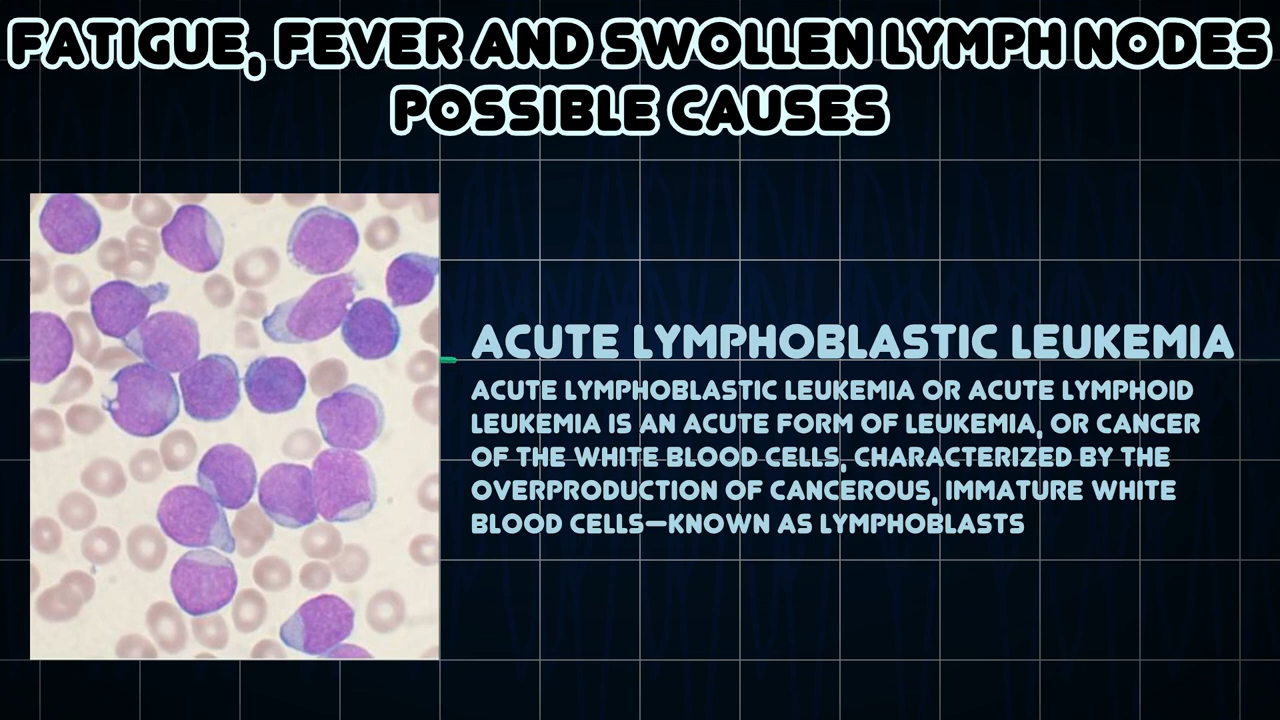 FATIGUE, FEVER AND SWOLLEN LYMPH NODES
POSSIBLE CAUSES
ACUTE LYMPHOBLASTIC LEUKEMIA
ACUTE LYMPHOBLASTIC LEUKEMIA OR ACUTE LYMPHOID
LEUKEMIA IS AN ACUTE FORM OF LEUKEMIA, OR CANCER
OF THE WHITE BLOOD CELLS, CHARACTERIZED BY THE
OVERPRODUCTION OF CANCEROUS, IMMATURE WHITE
BLOOD CELLS—KNOWN AS LYMPHOBLASTS